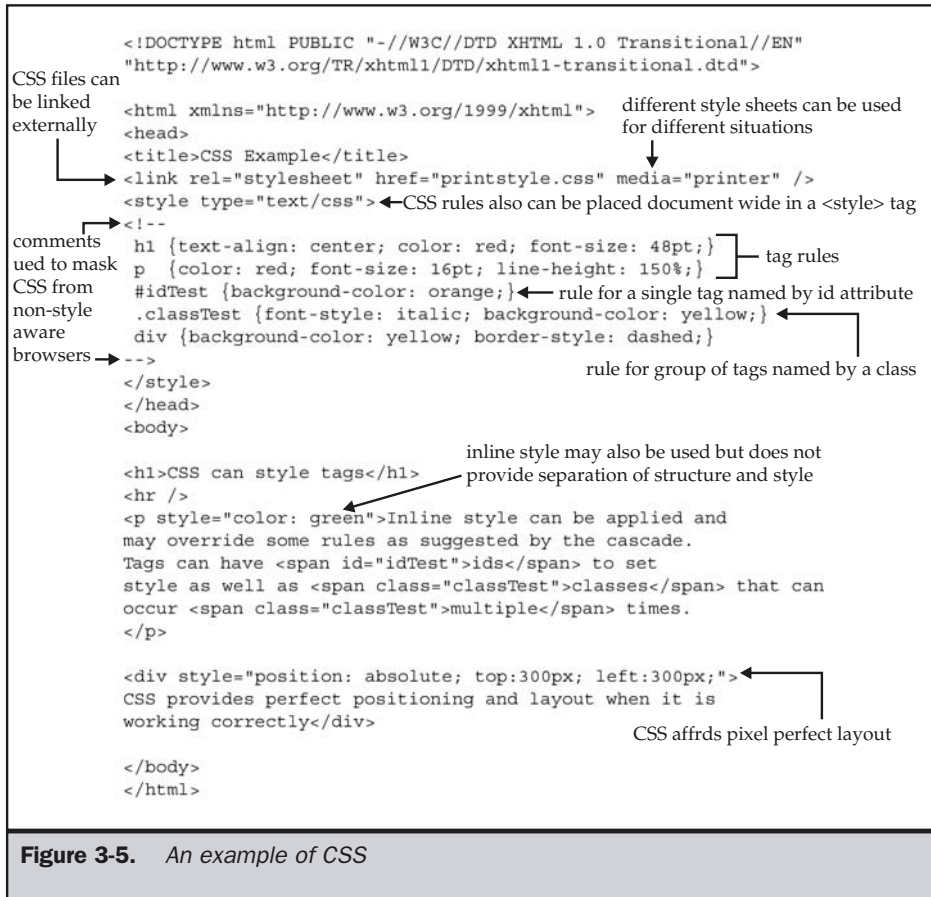 <!DOCTYPE html PUBLIC "-//W3C//DTD XHTML 1.0 Transitional//EN"
"http://www.w3.org/TR/xhtml1/DTD/xhtml1-transitional.dtd">
CSS files can
be linked
externally
<html xmlns="http://www.w3.org/1999/xhtml">
different style sheets can be used
for different situations
<head>
<title>CSS Example</title>
<link rel="stylesheet" href="printstyle.css" media="printer" />
<style type="text/css">
CSS rules also can be placed document wide in a <style> tag
<!--
comments
ued to mask
CSS from
non-style
aware
browsers
h1 {text-align: center; color: red; font-size: 48pt;}
p {color: red; font-size: 16pt; line-height: 150%;}
tag rules
#idTest {background-color: orange;}
rule for a single tag named by id attribute
.classTest {font-style: italic; background-color: yellow;}
div {background-color: yellow; border-style: dashed;}
-->
rule for group of tags named by a class
</style>
</head>
<body>
inline style may also be used but does not
provide separation of structure and style
<h1>CSS can style tags</h1>
<hr />
<p style="color: green">Inline style can be applied and
may override some rules as suggested by the cascade.
Tags can have <span id="idTest">ids</span> to set
style as well as <span class="classTest">classes</span> that can
occur <span class="classTest">multiple</span> times.
</p>
<div style="position: absolute; top:300px; left:300px;">
CSS provides perfect positioning and layout when it is
working correctly</div>
CSS affrds pixel perfect layout
</body>
</html>
Figure 3-5. An example of CSS